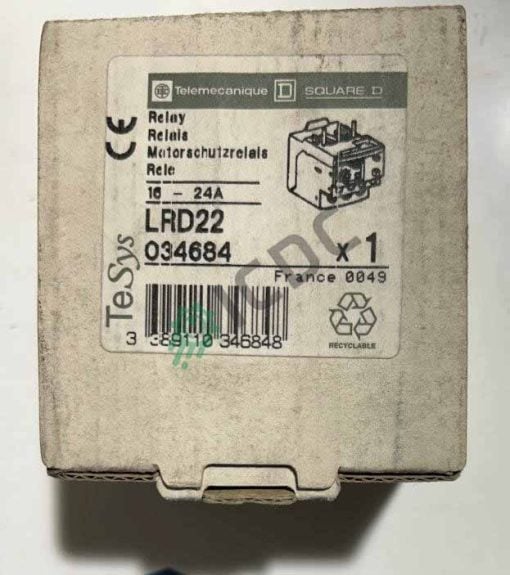 Telemecanique D SQUARE D
CE
Relay
Relais
Motorschutzrelais
Rele
16 - 24A
LRD22
034684
x 1
France 0049
TeSys
3 389110 346848
RECYCLABLE
ICDC